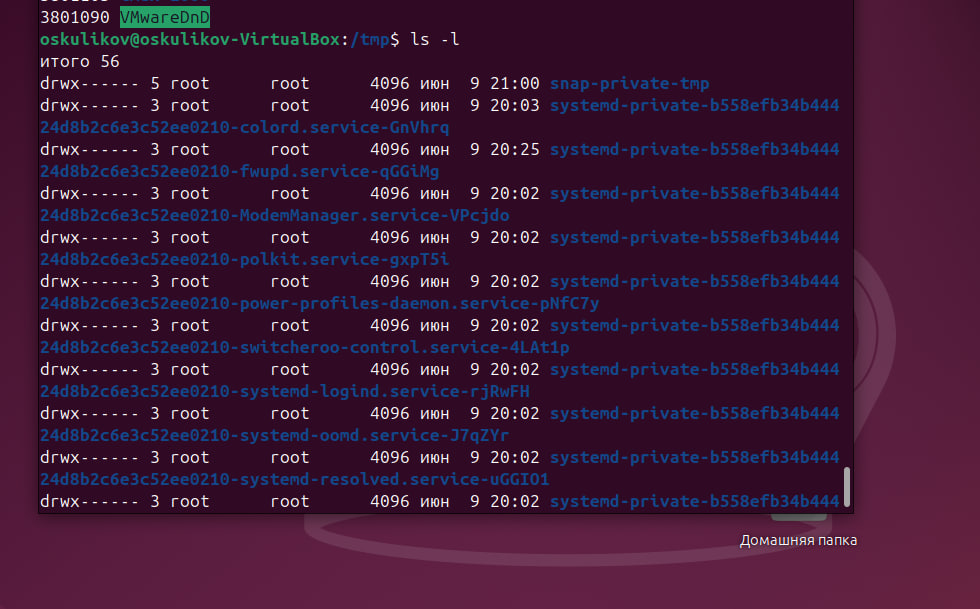 3801090 VMwareDnD
oskulikov@oskulikov-VirtualBox:/tmp$ ls -l
итого 56
drwx------ 5 root      root      4096 июн  9 21:00 snap-private-tmp
drwx------ 3 root      root      4096 июн  9 20:03 systemd-private-b558efb34b444
24d8b2c6e3c52ee0210-colord.service-GnVhrq
drwx------ 3 root      root      4096 июн  9 20:25 systemd-private-b558efb34b444
24d8b2c6e3c52ee0210-fwupd.service-qGGiMg
drwx------ 3 root      root      4096 июн  9 20:02 systemd-private-b558efb34b444
24d8b2c6e3c52ee0210-ModemManager.service-VPcjdo
drwx------ 3 root      root      4096 июн  9 20:02 systemd-private-b558efb34b444
24d8b2c6e3c52ee0210-polkit.service-gxpT5i
drwx------ 3 root      root      4096 июн  9 20:02 systemd-private-b558efb34b444
24d8b2c6e3c52ee0210-power-profiles-daemon.service-pNfC7y
drwx------ 3 root      root      4096 июн  9 20:02 systemd-private-b558efb34b444
24d8b2c6e3c52ee0210-switcheroo-control.service-4LAt1p
drwx------ 3 root      root      4096 июн  9 20:02 systemd-private-b558efb34b444
24d8b2c6e3c52ee0210-systemd-logind.service-rjRwFH
drwx------ 3 root      root      4096 июн  9 20:02 systemd-private-b558efb34b444
24d8b2c6e3c52ee0210-systemd-oomd.service-J7qZYr
drwx------ 3 root      root      4096 июн  9 20:02 systemd-private-b558efb34b444
24d8b2c6e3c52ee0210-systemd-resolved.service-uGGIO1
drwx------ 3 root      root      4096 июн  9 20:02 systemd-private-b558efb34b444
Домашняя папка